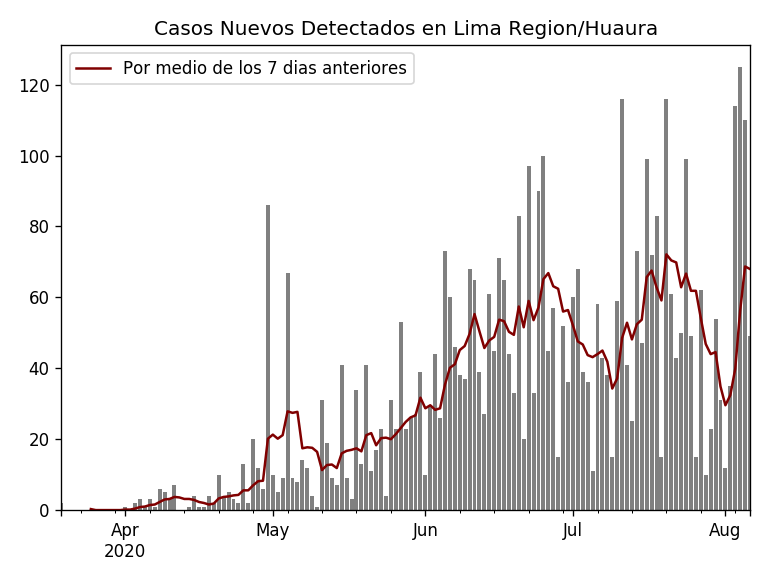 Casos Nuevos Detectados en Lima Region/Huaura
Por medio de los 7 dias anteriores
120
100
80
60
40
20
0
Apr May Jun Jul Aug
2020